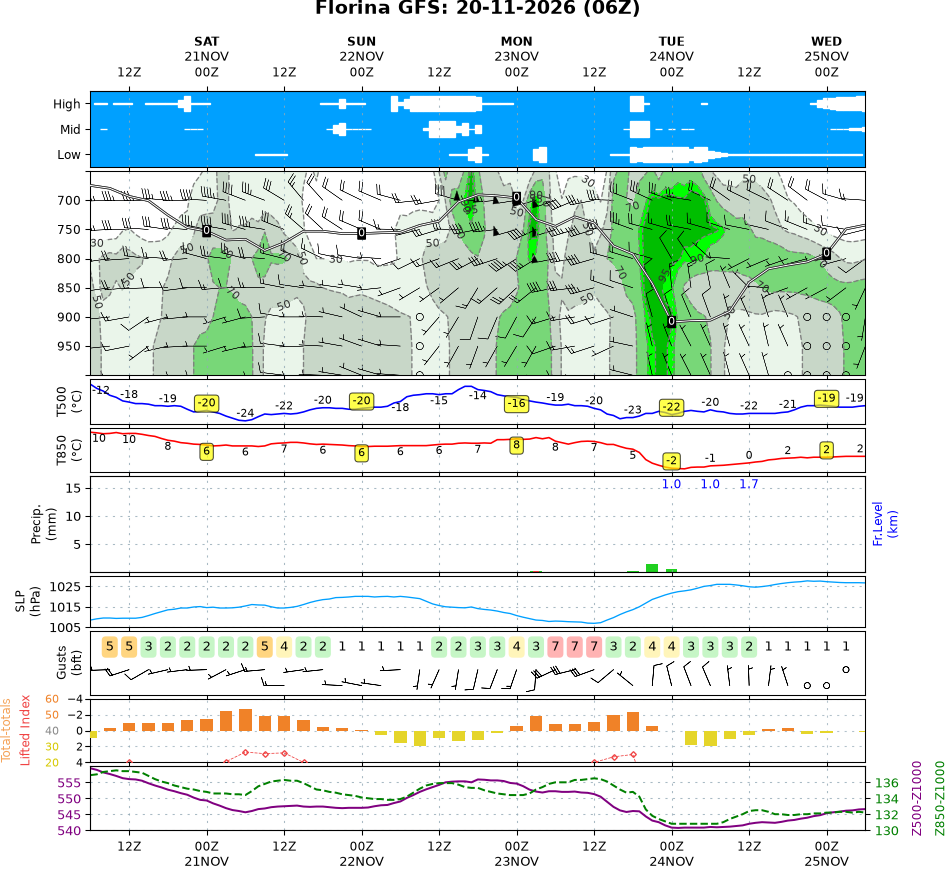 Florina GFS: 20-11-2026 (06Z)
SAT SUN MON TUE WED
21NOV 22NOV 23NOV 24NOV 25NOV
12Z 00Z 12Z 00Z 12Z 00Z 12Z 00Z 12Z 00Z
High
Mid
Low
700
750
800
850
900
950
T500 (°C)
-12 -18 -19 -20 -24 -22 -20 -20 -18 -15 -14 -16 -19 -20 -23 -22 -20 -22 -21 -19 -19
T850 (°C)
10 10 8 6 6 7 6 6 6 7 7 8 8 7 5 -2 -1 0 2 2 2
Precip. (mm)
15
10
5
1.0 1.0 1.7
Fr.Level (km)
SLP (hPa)
1025
1015
1005
Gusts (bft)
5 5 3 2 2 2 2 2 5 4 2 2 1 1 1 1 1 2 2 3 3 4 3 7 7 7 3 2 4 4 3 3 3 2 1 1 1 1 1
Total-totals
Lifted Index
60 −4
50 −2
40 0
30 2
20 4
555
550
545
540
136
134
132
130
Z500-Z1000
Z850-Z1000
12Z 00Z 12Z 00Z 12Z 00Z 12Z 00Z 12Z 00Z
21NOV 22NOV 23NOV 24NOV 25NOV